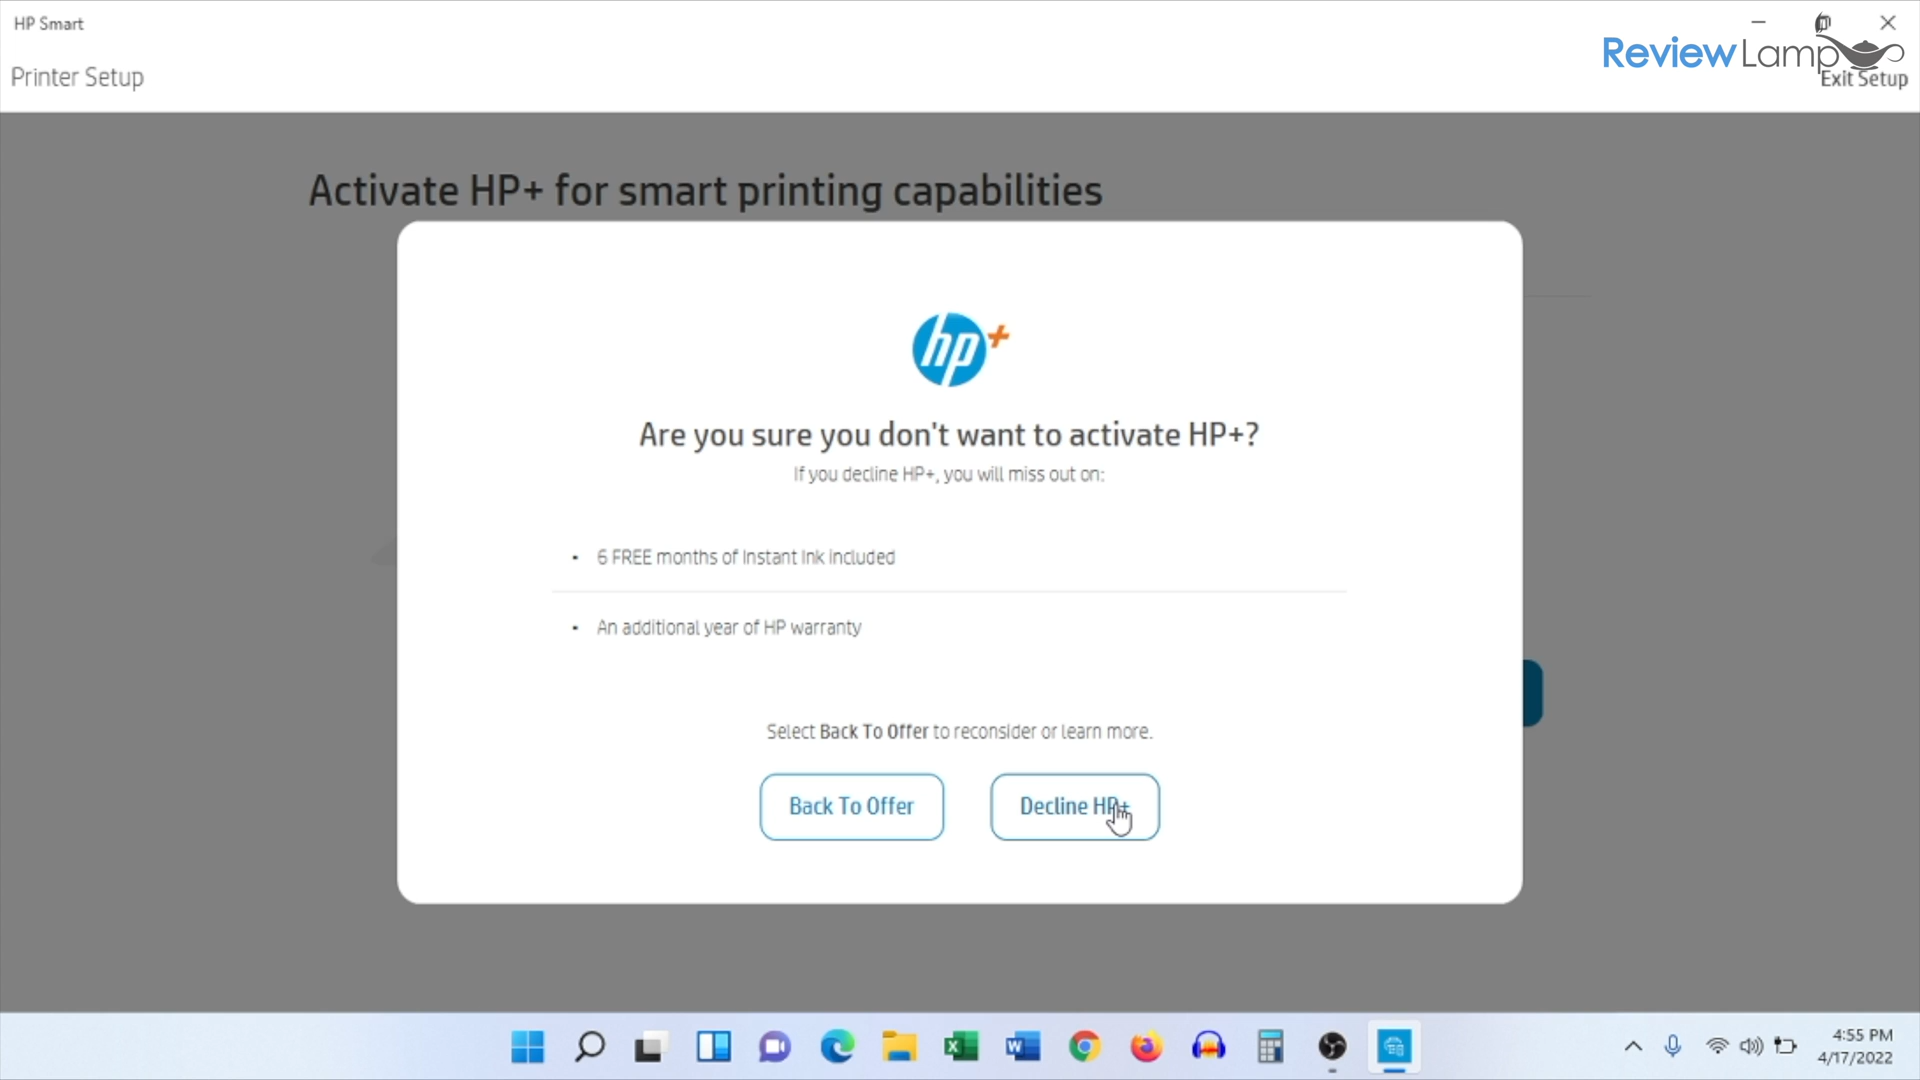 HP Smart
ReviewLamp
Printer Setup
Exit Setup
Activate HP+ for smart printing capabilities
hp+
Are you sure you don't want to activate HP+?
If you decline HP+, you will miss out on:
• 6 FREE months of Instant Ink included
• An additional year of HP warranty
Select Back To Offer to reconsider or learn more.
Back To Offer
Decline HP+
4:55 PM
4/17/2022